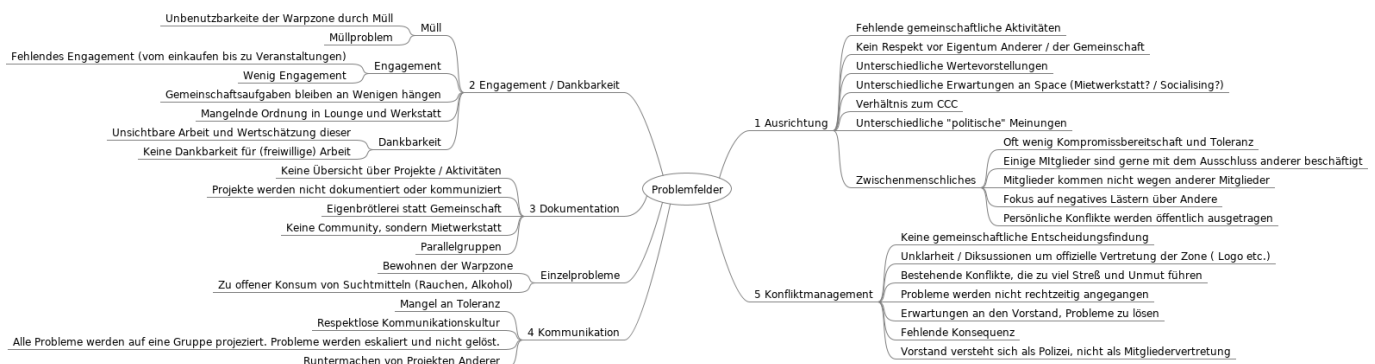 Problemfelder
1 Ausrichtung
Fehlende gemeinschaftliche Aktivitäten
Kein Respekt vor Eigentum Anderer / der Gemeinschaft
Unterschiedliche Wertevorstellungen
Unterschiedliche Erwartungen an Space (Mietwerkstatt? / Socialising?)
Verhältnis zum CCC
Unterschiedliche "politische" Meinungen
Zwischenmenschliches
Oft wenig Kompromissbereitschaft und Toleranz
Einige MItglieder sind gerne mit dem Ausschluss anderer beschäftigt
Mitglieder kommen nicht wegen anderer Mitglieder
Fokus auf negatives Lästern über Andere
Persönliche Konflikte werden öffentlich ausgetragen
5 Konfliktmanagement
Keine gemeinschaftliche Entscheidungsfindung
Unklarheit / Diksussionen um offizielle Vertretung der Zone ( Logo etc.)
Bestehende Konflikte, die zu viel Streß und Unmut führen
Probleme werden nicht rechtzeitig angegangen
Erwartungen an den Vorstand, Probleme zu lösen
Fehlende Konsequenz
Vorstand versteht sich als Polizei, nicht als Mitgliedervertretung
2 Engagement / Dankbarkeit
Müll
Unbenutzbarkeite der Warpzone durch Müll
Müllproblem
Engagement
Fehlendes Engagement (vom einkaufen bis zu Veranstaltungen)
Wenig Engagement
Gemeinschaftsaufgaben bleiben an Wenigen hängen
Mangelnde Ordnung in Lounge und Werkstatt
Dankbarkeit
Unsichtbare Arbeit und Wertschätzung dieser
Keine Dankbarkeit für (freiwillige) Arbeit
3 Dokumentation
Keine Übersicht über Projekte / Aktivitäten
Projekte werden nicht dokumentiert oder kommuniziert
Eigenbrötlerei statt Gemeinschaft
Keine Community, sondern Mietwerkstatt
Parallelgruppen
Einzelprobleme
Bewohnen der Warpzone
Zu offener Konsum von Suchtmitteln (Rauchen, Alkohol)
4 Kommunikation
Mangel an Toleranz
Respektlose Kommunikationskultur
Alle Probleme werden auf eine Gruppe projeziert. Probleme werden eskaliert und nicht gelöst.
Runtermachen von Projekten Anderer